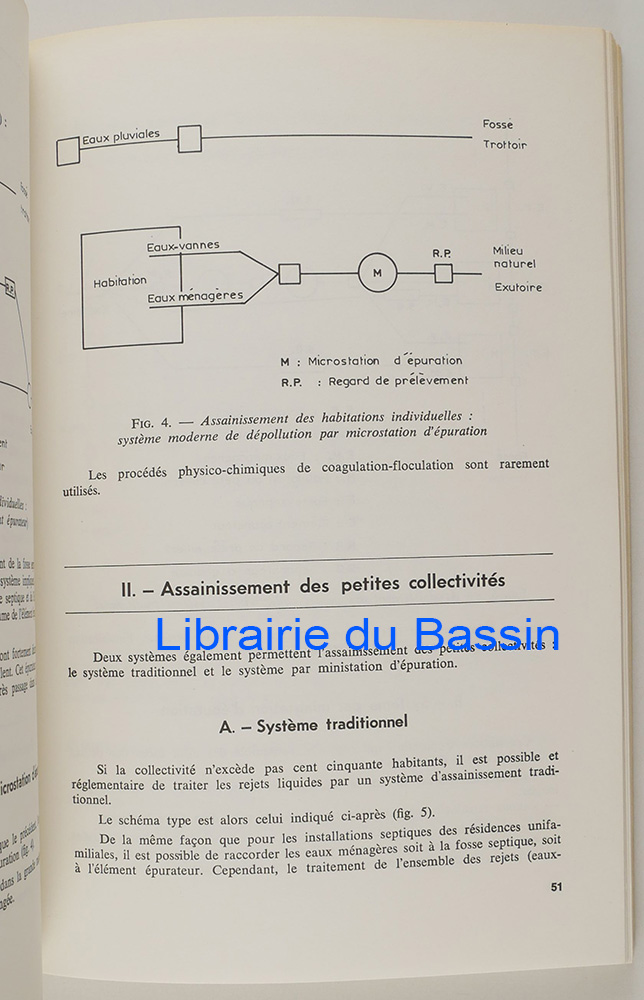 Eaux pluviales
Fossé
Trottoir
Eaux-vannes
Habitation
Eaux ménagères
M
R.P.
Milieu
naturel
Exutoire
M : Microstation d'épuration
R.P. : Regard de prélèvement
FIG. 4. — Assainissement des habitations individuelles :
système moderne de dépollution par microstation d'épuration
Les procédés physico-chimiques de coagulation-floculation sont rarement
utilisés.
II. – Assainissement des petites collectivités
Librairie du Bassin
Deux systèmes également permettent l'assainissement des petites collectivités :
le système traditionnel et le système par ministation d'épuration.
A. – Système traditionnel
Si la collectivité n'excède pas cent cinquante habitants, il est possible et
réglementaire de traiter les rejets liquides par un système d'assainissement tradi-
tionnel.
Le schéma type est alors celui indiqué ci-après (fig. 5).
De la même façon que pour les installations septiques des résidences unifa-
miliales, il est possible de raccorder les eaux ménagères soit à la fosse septique, soit
à l'élément épurateur. Cependant, le traitement de l'ensemble des rejets (eaux-
51